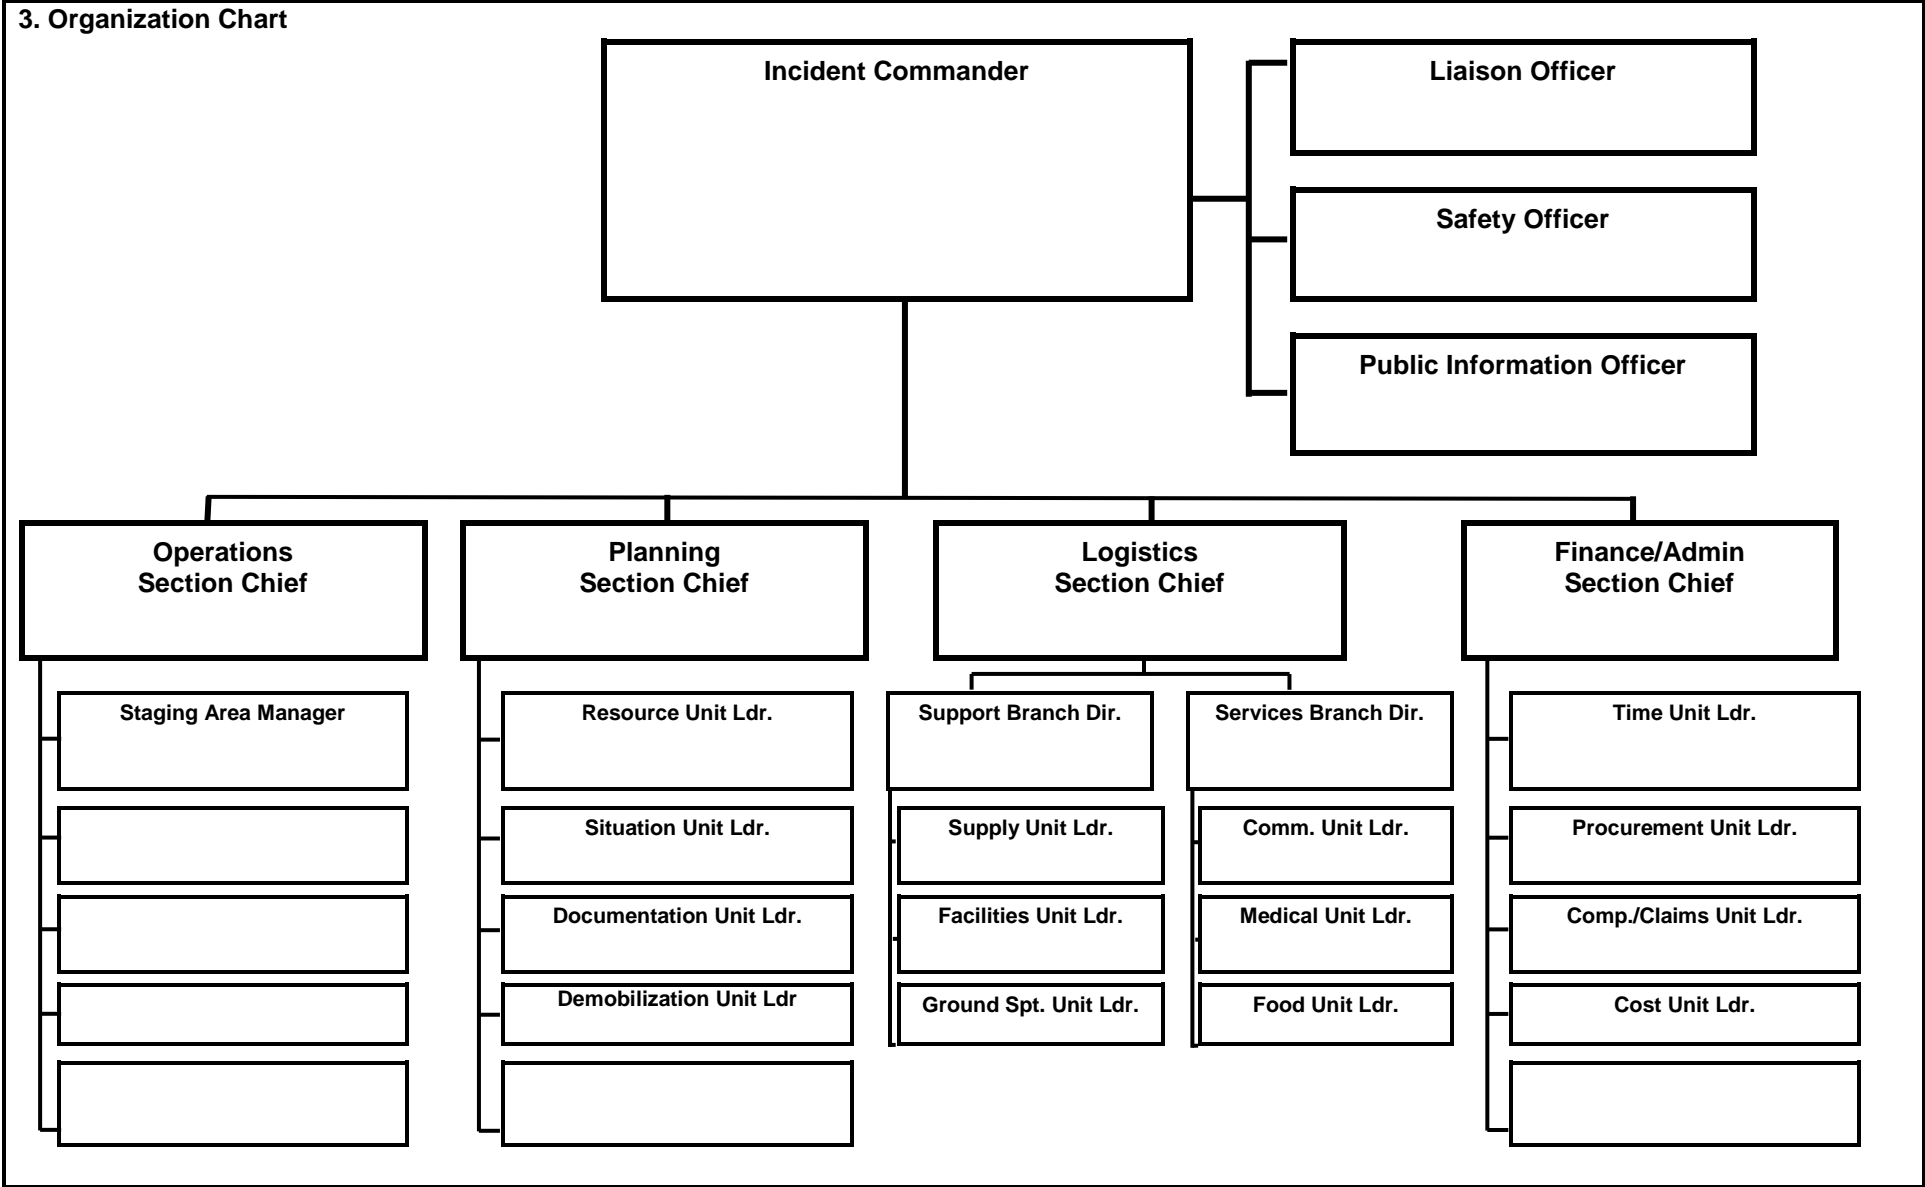 3. Organization Chart
Incident Commander
Liaison Officer
Safety Officer
Public Information Officer
Operations
Section Chief
Planning
Section Chief
Logistics
Section Chief
Finance/Admin
Section Chief
Staging Area Manager
Resource Unit Ldr.
Situation Unit Ldr.
Documentation Unit Ldr.
Demobilization Unit Ldr
Support Branch Dir.
Supply Unit Ldr.
Facilities Unit Ldr.
Ground Spt. Unit Ldr.
Services Branch Dir.
Comm. Unit Ldr.
Medical Unit Ldr.
Food Unit Ldr.
Time Unit Ldr.
Procurement Unit Ldr.
Comp./Claims Unit Ldr.
Cost Unit Ldr.